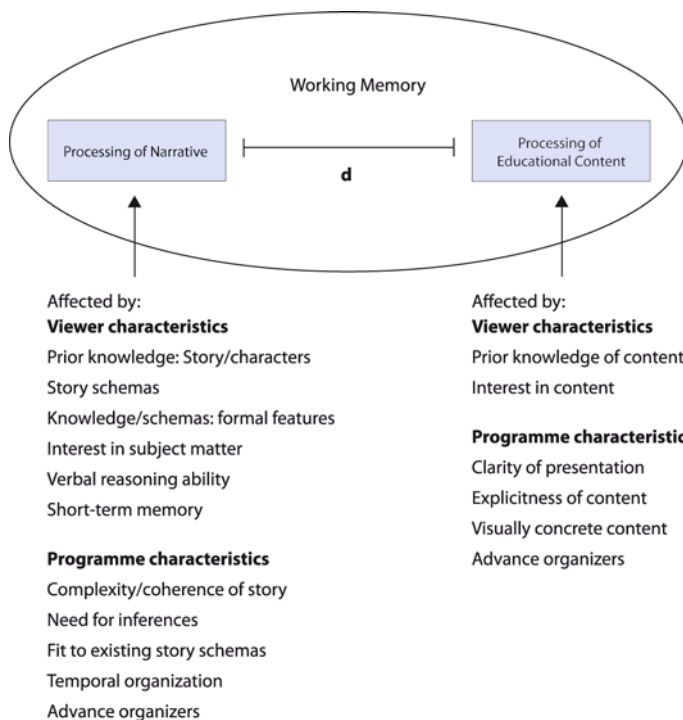 Working Memory
Processing of Narrative
d
Processing of
Educational Content
Affected by:
Viewer characteristics
Prior knowledge: Story/characters
Story schemas
Knowledge/schemas: formal features
Interest in subject matter
Verbal reasoning ability
Short-term memory
Programme characteristics
Complexity/coherence of story
Need for inferences
Fit to existing story schemas
Temporal organization
Advance organizers
Affected by:
Viewer characteristics
Prior knowledge of content
Interest in content
Programme characteristic
Clarity of presentation
Explicitness of content
Visually concrete content
Advance organizers